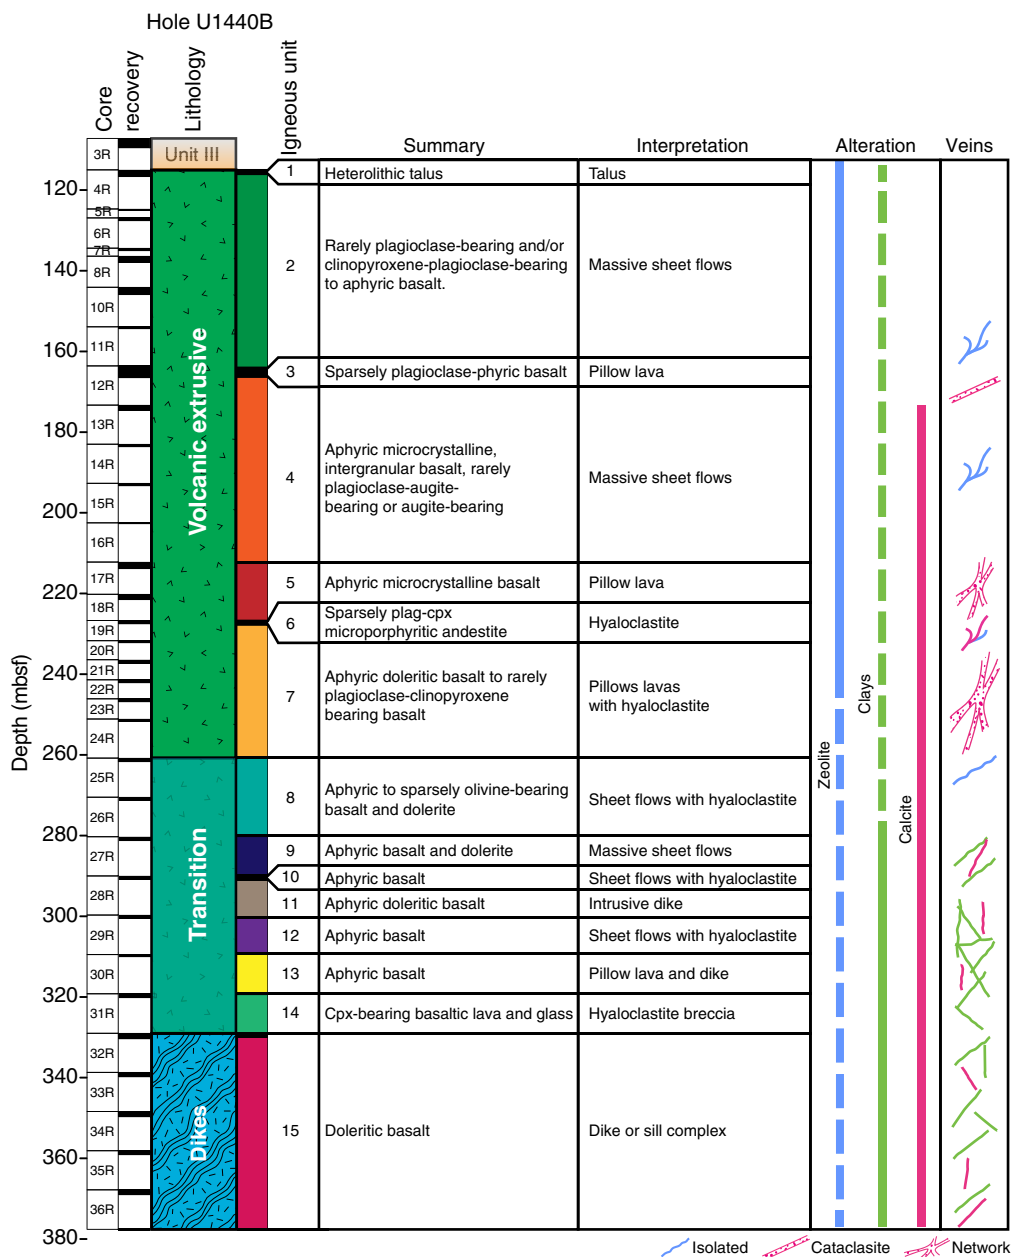 Hole U1440B
Core
recovery
Lithology
Igneous unit
Summary
Interpretation
Alteration
Veins
Depth (mbsf)
120
140
160
180
200
220
240
260
280
300
320
340
360
380
3R
4R
5R
6R
7R
8R
10R
11R
12R
13R
14R
15R
16R
17R
18R
19R
20R
21R
22R
23R
24R
25R
26R
27R
28R
29R
30R
31R
32R
33R
34R
35R
36R
Unit III
Volcanic extrusive
Transition
Dikes
1
Heterolithic talus
Talus
2
Rarely plagioclase-bearing and/or
clinopyroxene-plagioclase-bearing
to aphyric basalt.
Massive sheet flows
3
Sparsely plagioclase-phyric basalt
Pillow lava
4
Aphyric microcrystalline,
intergranular basalt, rarely
plagioclase-augite-
bearing or augite-bearing
Massive sheet flows
5
Aphyric microcrystalline basalt
Pillow lava
6
Sparsely plag-cpx
microporphyritic andestite
Hyaloclastite
7
Aphyric doleritic basalt to rarely
plagioclase-clinopyroxene
bearing basalt
Pillows lavas
with hyaloclastite
8
Aphyric to sparsely olivine-bearing
basalt and dolerite
Sheet flows with hyaloclastite
9
Aphyric basalt and dolerite
Massive sheet flows
10
Aphyric basalt
Sheet flows with hyaloclastite
11
Aphyric doleritic basalt
Intrusive dike
12
Aphyric basalt
Sheet flows with hyaloclastite
13
Aphyric basalt
Pillow lava and dike
14
Cpx-bearing basaltic lava and glass
Hyaloclastite breccia
15
Doleritic basalt
Dike or sill complex
Zeolite
Clays
Calcite
Isolated
Cataclasite
Network